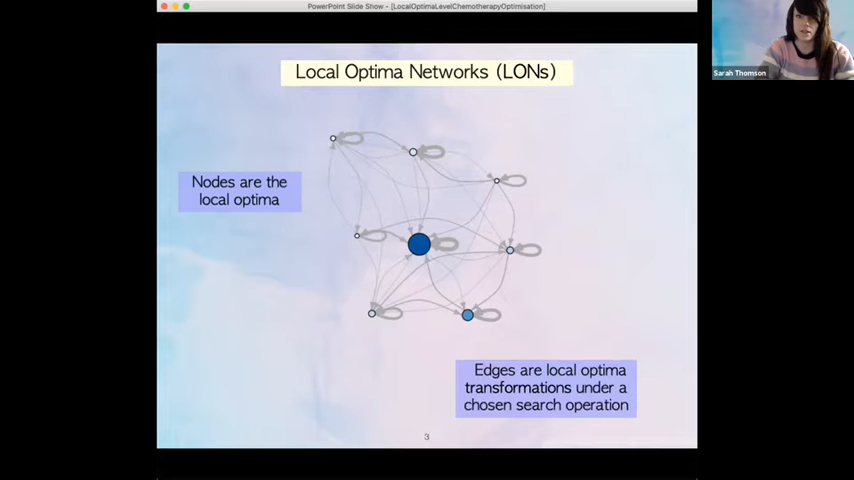 PowerPoint Slide Show - [LocalOptimaLevelChemotherapyOptimisation]
Sarah Thomson
Local Optima Networks (LONs)
Nodes are the
local optima
Edges are local optima
transformations under a
chosen search operation
3